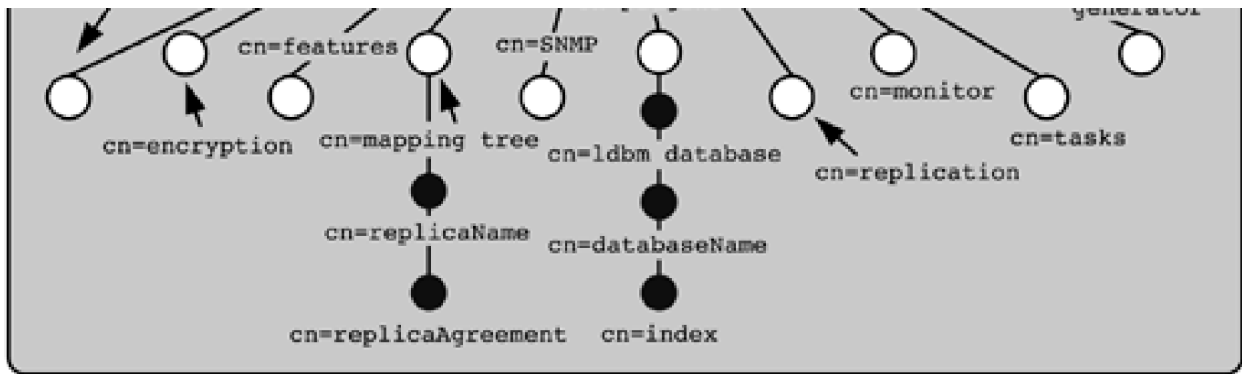 generator
cn=features
cn=SNMP
cn=monitor
cn=encryption
cn=mapping tree
cn=ldbm database
cn=tasks
cn=replication
cn=replicaName
cn=databaseName
cn=replicaAgreement
cn=index